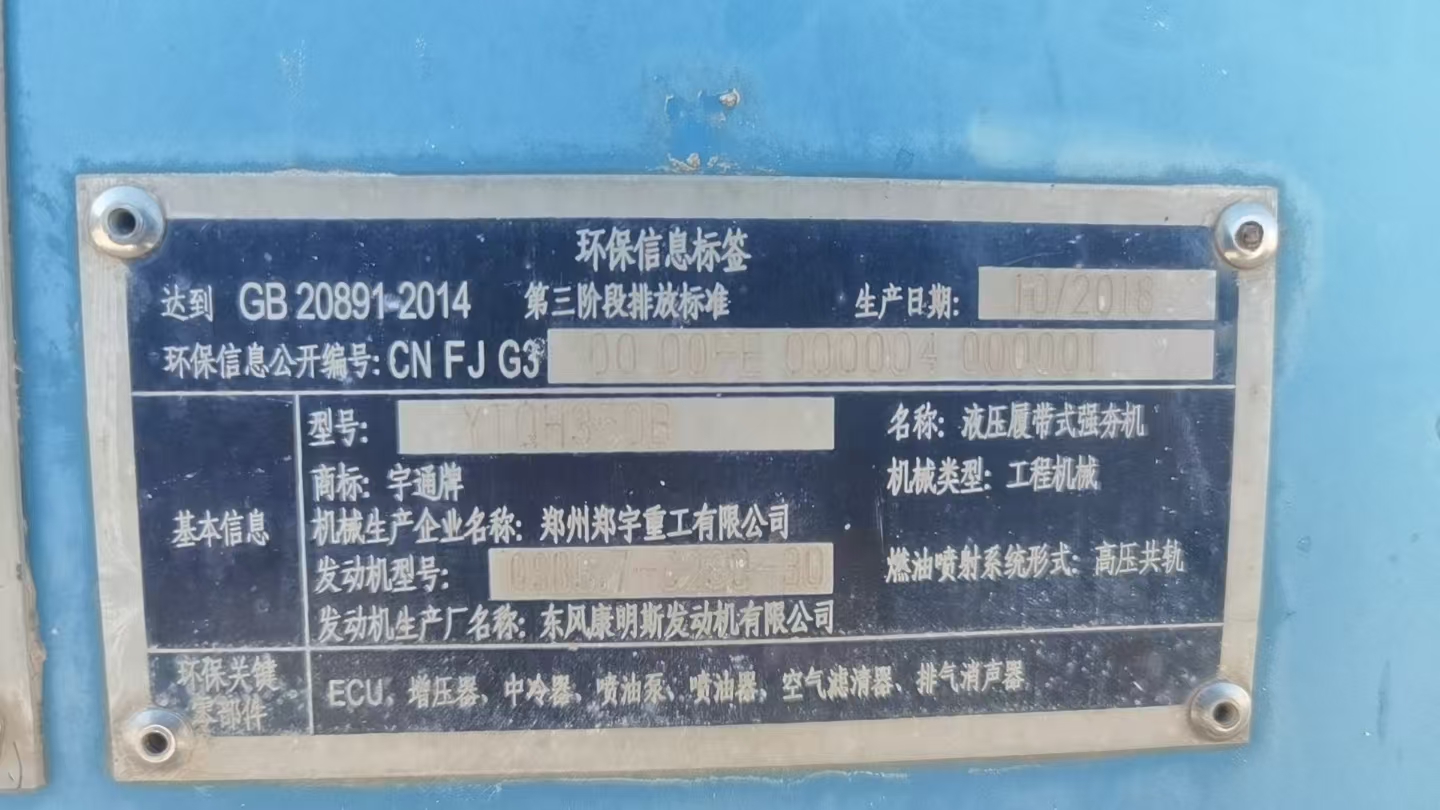 环保信息标签
达到 GB 20891-2014 第三阶段排放标准 生产日期: 10/2018
环保信息公开编号: CN FJ G3 00 000004 000001
基本信息
型号:
名称: 液压履带式强夯机
商标: 宇通牌
机械类型: 工程机械
机械生产企业名称: 郑州郑宇重工有限公司
发动机型号:
燃油喷射系统形式: 高压共轨
发动机生产厂名称: 东风康明斯发动机有限公司
环保关键
零部件
ECU、增压器、中冷器、喷油泵、喷油器、空气滤清器、排气消声器